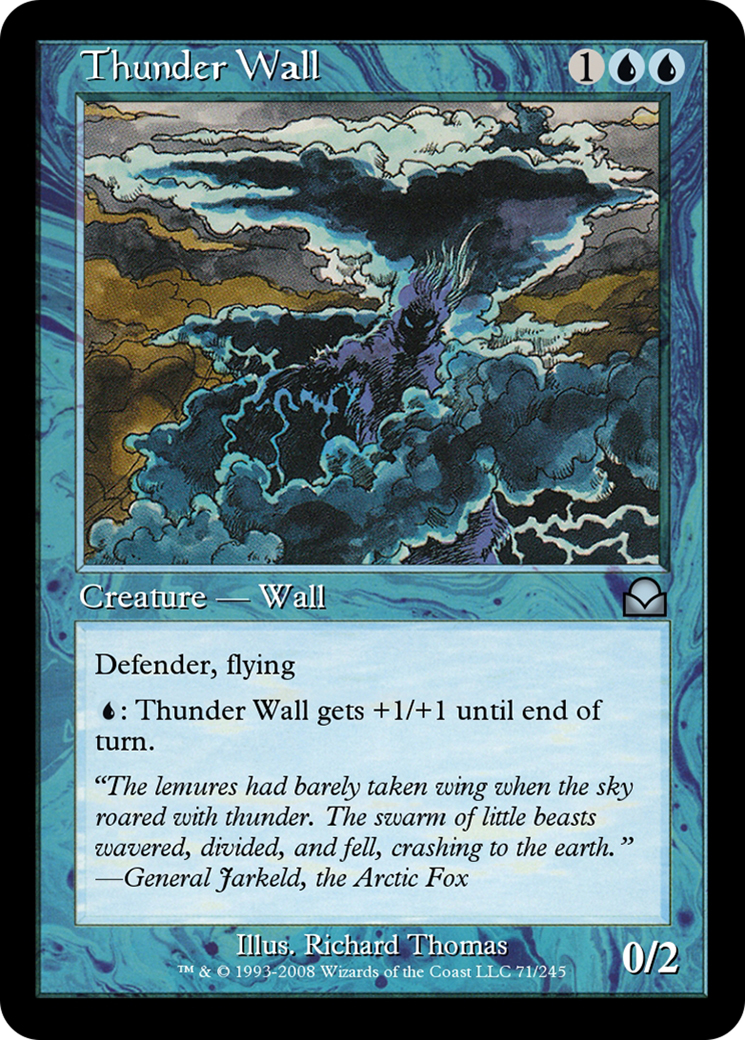 Thunder Wall 1
Creature — Wall
Defender, flying
: Thunder Wall gets +1/+1 until end of
turn.
“The lemures had barely taken wing when the sky
roared with thunder. The swarm of little beasts
wavered, divided, and fell, crashing to the earth.”
—General Jarkeld, the Arctic Fox
Illus. Richard Thomas
™ & © 1993-2008 Wizards of the Coast LLC 71/245
0/2